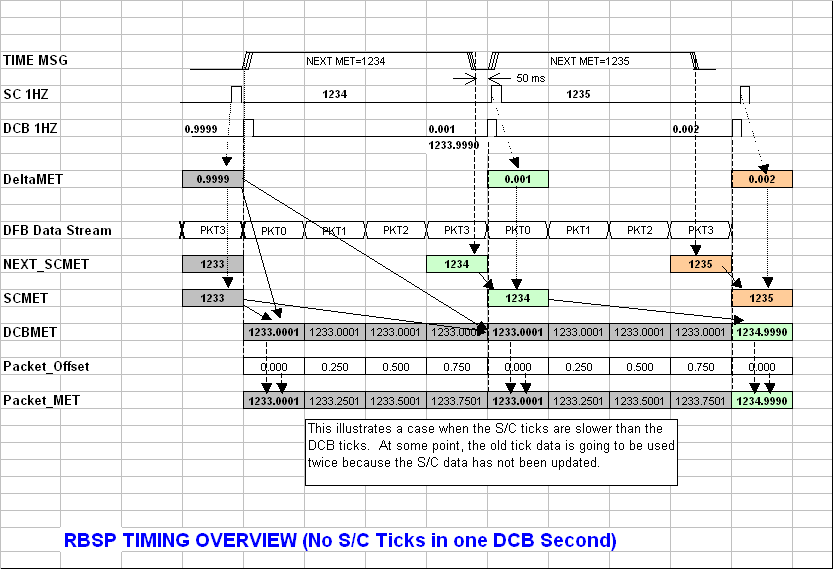 TIME MSG NEXT MET=1234 NEXT MET=1235
50 ms
SC 1HZ 1234 1235
DCB 1HZ 0.9999 0.001 0.002
1233.9990
DeltaMET 0.9999 0.001 0.002
DFB Data Stream PKT3 PKT0 PKT1 PKT2 PKT3 PKT0 PKT1 PKT2 PKT3
NEXT_SCMET 1233 1234 1235
SCMET 1233 1234 1235
DCBMET 1233.0001 1233.0001 1233.0001 1233.0001 1233.0001 1233.0001 1233.0001 1233.0001 1234.9990
Packet_Offset 0.000 0.250 0.500 0.750 0.000 0.250 0.500 0.750 0.000
Packet_MET 1233.0001 1233.2501 1233.5001 1233.7501 1233.0001 1233.2501 1233.5001 1233.7501 1234.9990
This illustrates a case when the S/C ticks are slower than the
DCB ticks. At some point, the old tick data is going to be used
twice because the S/C data has not been updated.
RBSP TIMING OVERVIEW (No S/C Ticks in one DCB Second)